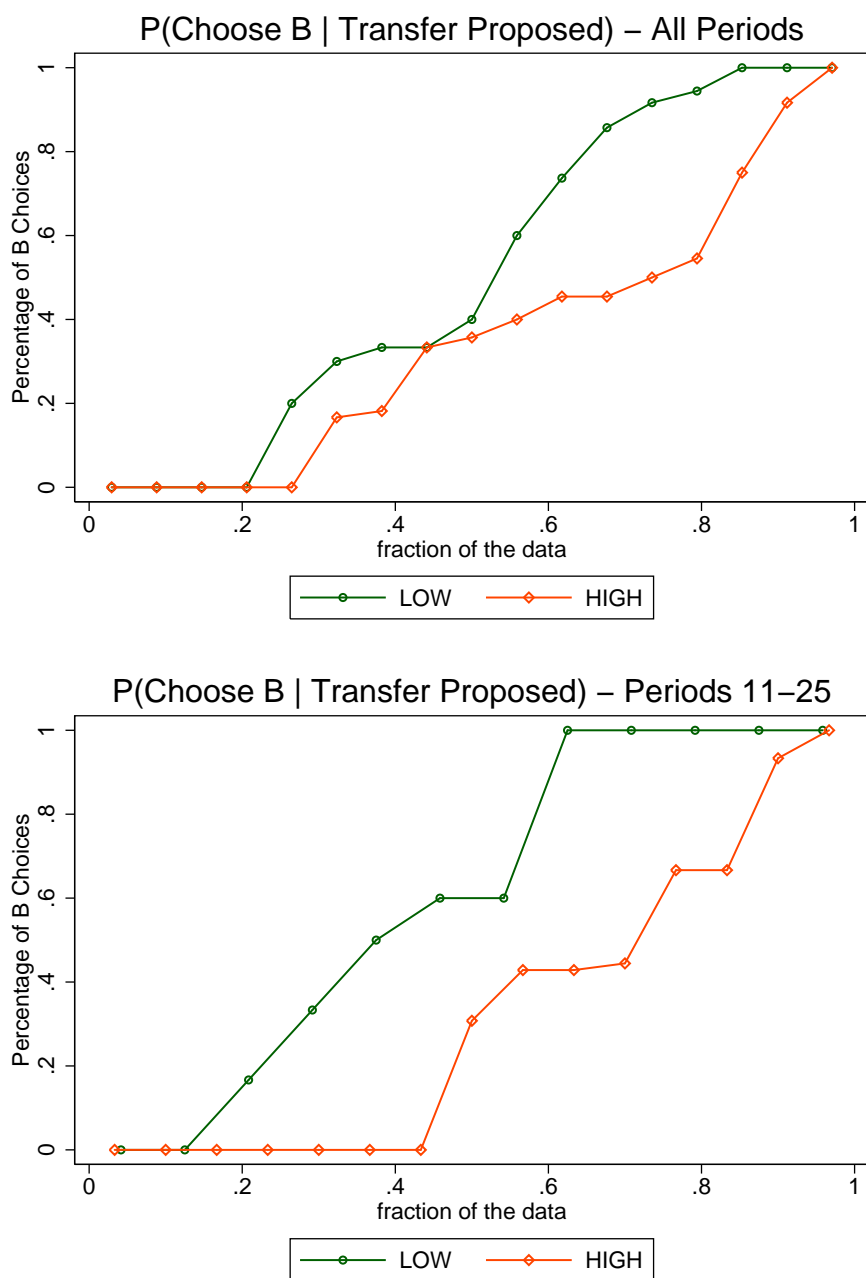 P(Choose B | Transfer Proposed) – All Periods
Percentage of B Choices
1
.8
.6
.4
.2
0
0 .2 .4 .6 .8 1
fraction of the data
LOW HIGH
P(Choose B | Transfer Proposed) – Periods 11–25
Percentage of B Choices
1
.8
.6
.4
.2
0
0 .2 .4 .6 .8 1
fraction of the data
LOW HIGH